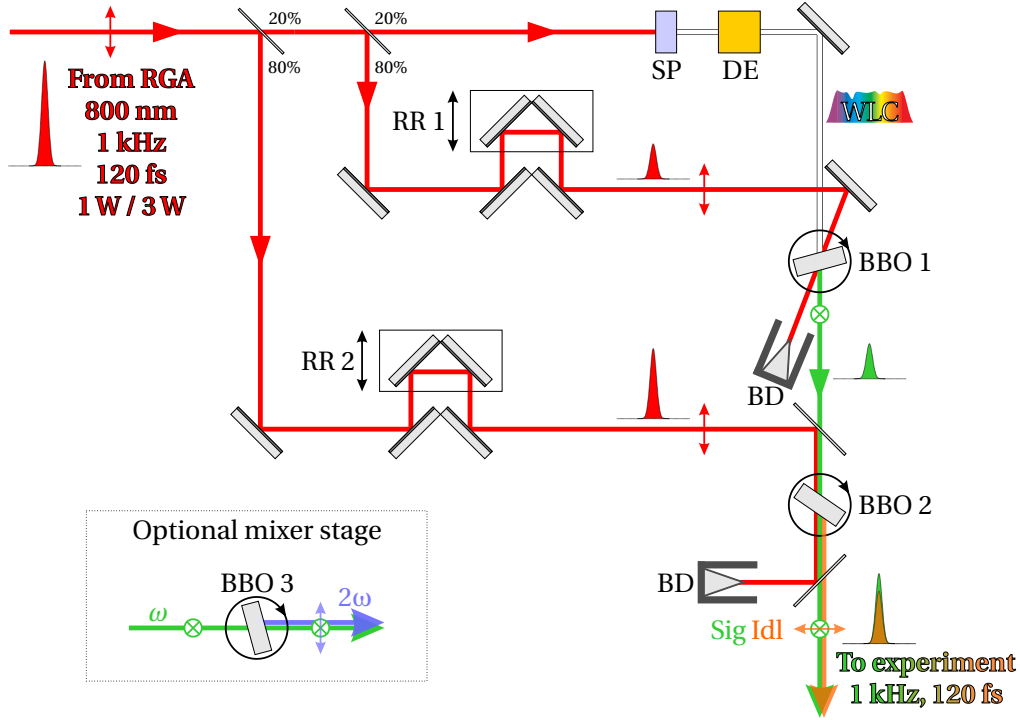 20%
20%
80%
80%
SP
DE
From RGA
800 nm
1 kHz
120 fs
1 W / 3 W
RR 1
WLC
BBO 1
RR 2
BD
BBO 2
Optional mixer stage
BBO 3
ω
2ω
BD
Sig Idl
To experiment
1 kHz, 120 fs